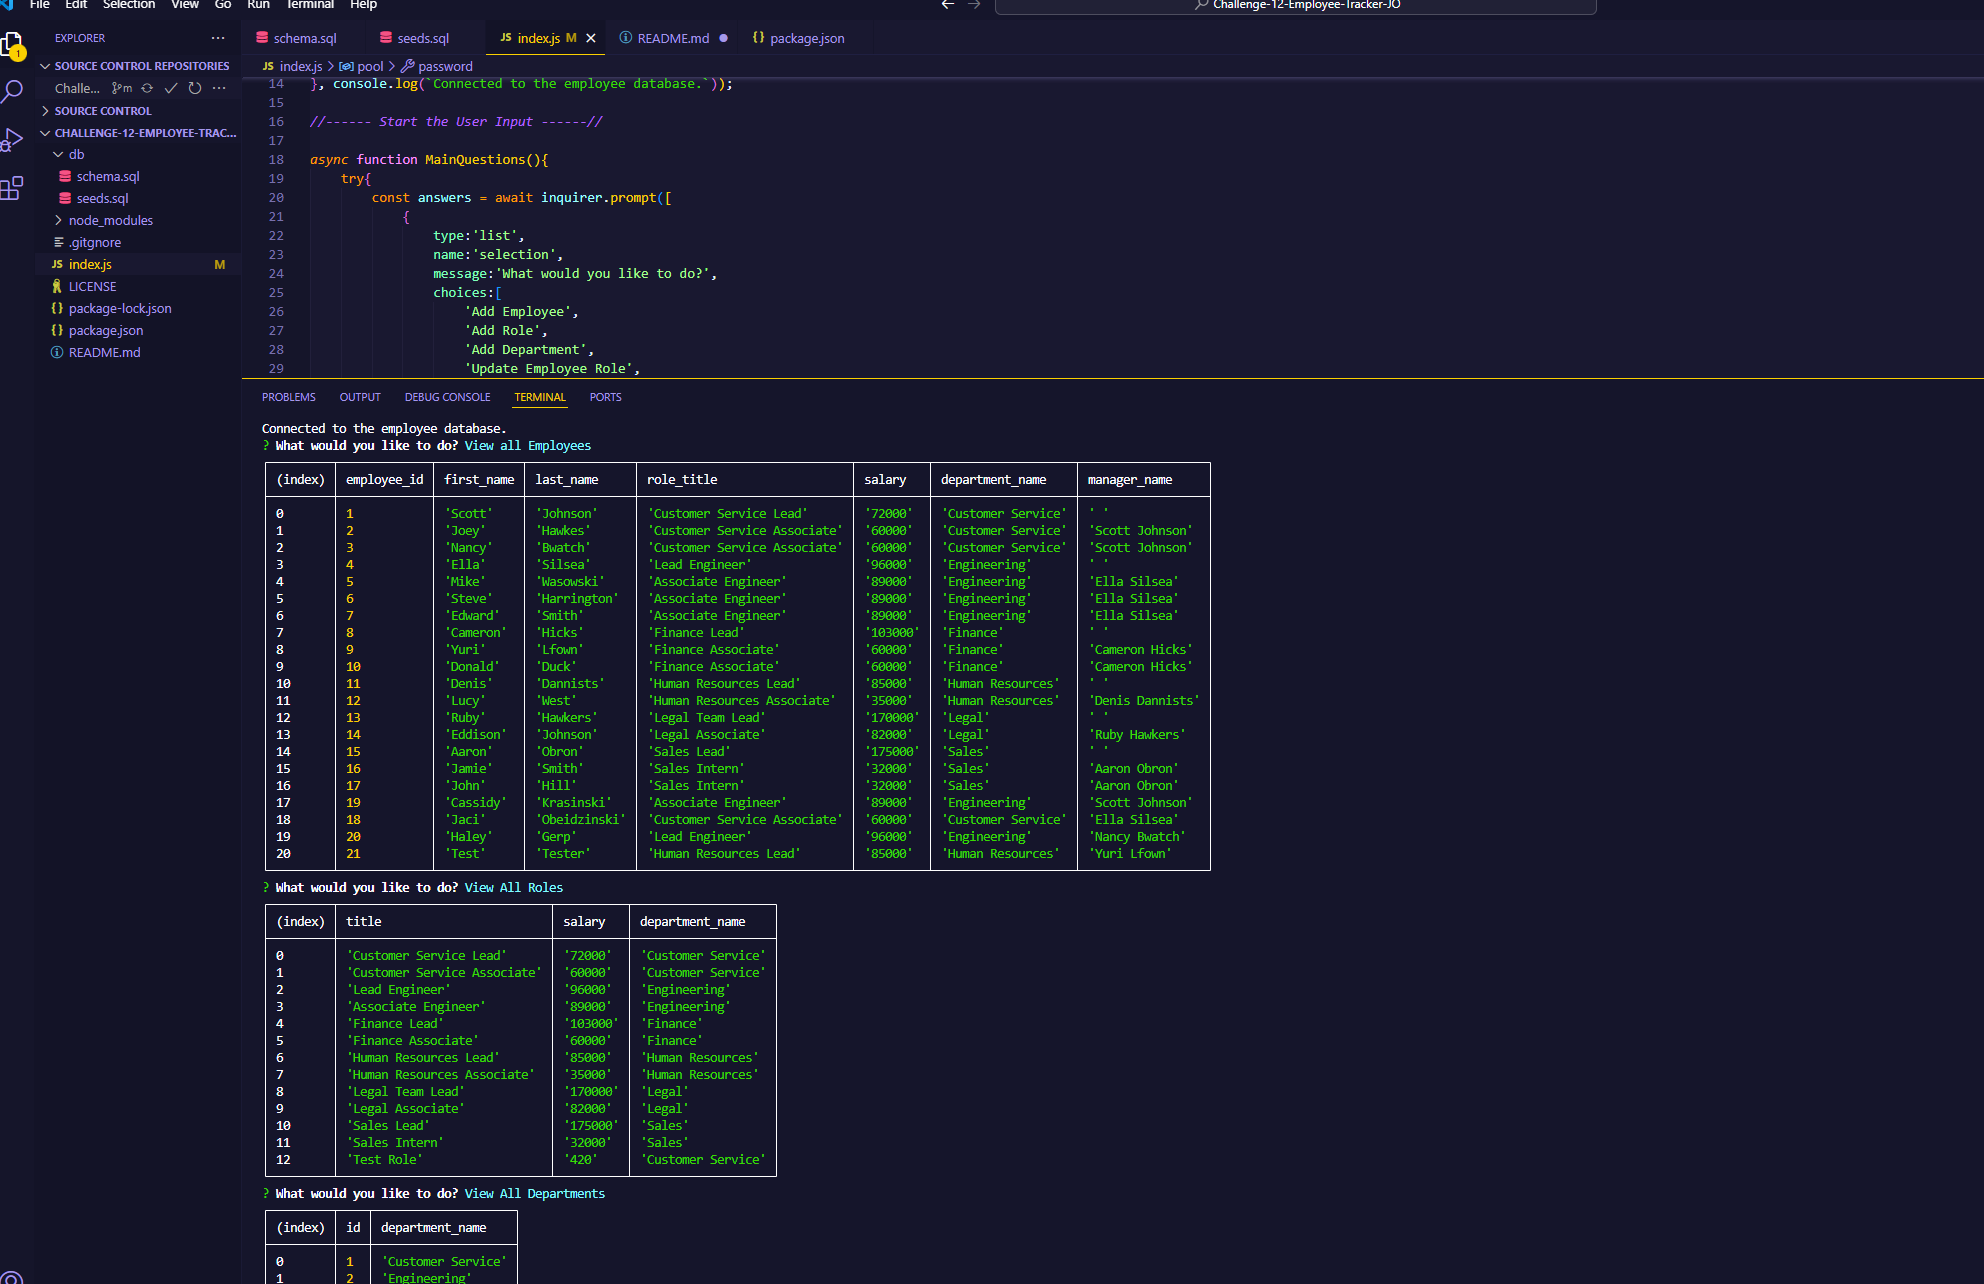 File Edit Selection View Go Run Terminal Help
Challenge-12-Employee-Tracker-JO
EXPLORER
SOURCE CONTROL REPOSITORIES
Challe... m
SOURCE CONTROL
CHALLENGE-12-EMPLOYEE-TRAC...
db
schema.sql
seeds.sql
node_modules
.gitgnore
JS index.js M
LICENSE
{} package-lock.json
{} package.json
README.md
1
schema.sql seeds.sql JS index.js M README.md {} package.json
JS index.js > pool > password
14 }, console.log(`Connected to the employee database.`));
15
16 //------ Start the User Input ------//
17
18 async function MainQuestions(){
19 try{
20 const answers = await inquirer.prompt([
21 {
22 type:'list',
23 name:'selection',
24 message:'What would you like to do?',
25 choices:[
26 'Add Employee',
27 'Add Role',
28 'Add Department',
29 'Update Employee Role',
PROBLEMS OUTPUT DEBUG CONSOLE TERMINAL PORTS
Connected to the employee database.
? What would you like to do? View all Employees
(index) employee_id first_name last_name role_title salary department_name manager_name
0 1 'Scott' 'Johnson' 'Customer Service Lead' '72000' 'Customer Service' ' '
1 2 'Joey' 'Hawkes' 'Customer Service Associate' '60000' 'Customer Service' 'Scott Johnson'
2 3 'Nancy' 'Bwatch' 'Customer Service Associate' '60000' 'Customer Service' 'Scott Johnson'
3 4 'Ella' 'Silsea' 'Lead Engineer' '96000' 'Engineering' ' '
4 5 'Mike' 'Wasowski' 'Associate Engineer' '89000' 'Engineering' 'Ella Silsea'
5 6 'Steve' 'Harrington' 'Associate Engineer' '89000' 'Engineering' 'Ella Silsea'
6 7 'Edward' 'Smith' 'Associate Engineer' '89000' 'Engineering' 'Ella Silsea'
7 8 'Cameron' 'Hicks' 'Finance Lead' '103000' 'Finance' ' '
8 9 'Yuri' 'Lfown' 'Finance Associate' '60000' 'Finance' 'Cameron Hicks'
9 10 'Donald' 'Duck' 'Finance Associate' '60000' 'Finance' 'Cameron Hicks'
10 11 'Denis' 'Dannists' 'Human Resources Lead' '85000' 'Human Resources' ' '
11 12 'Lucy' 'West' 'Human Resources Associate' '35000' 'Human Resources' 'Denis Dannists'
12 13 'Ruby' 'Hawkers' 'Legal Team Lead' '170000' 'Legal' ' '
13 14 'Eddison' 'Johnson' 'Legal Associate' '82000' 'Legal' 'Ruby Hawkers'
14 15 'Aaron' 'Obron' 'Sales Lead' '175000' 'Sales' ' '
15 16 'Jamie' 'Smith' 'Sales Intern' '32000' 'Sales' 'Aaron Obron'
16 17 'John' 'Hill' 'Sales Intern' '32000' 'Sales' 'Aaron Obron'
17 19 'Cassidy' 'Krasinski' 'Associate Engineer' '89000' 'Engineering' 'Scott Johnson'
18 18 'Jaci' 'Obeidzinski' 'Customer Service Associate' '60000' 'Customer Service' 'Ella Silsea'
19 20 'Haley' 'Gerp' 'Lead Engineer' '96000' 'Engineering' 'Nancy Bwatch'
20 21 'Test' 'Tester' 'Human Resources Lead' '85000' 'Human Resources' 'Yuri Lfown'
? What would you like to do? View All Roles
(index) title salary department_name
0 'Customer Service Lead' '72000' 'Customer Service'
1 'Customer Service Associate' '60000' 'Customer Service'
2 'Lead Engineer' '96000' 'Engineering'
3 'Associate Engineer' '89000' 'Engineering'
4 'Finance Lead' '103000' 'Finance'
5 'Finance Associate' '60000' 'Finance'
6 'Human Resources Lead' '85000' 'Human Resources'
7 'Human Resources Associate' '35000' 'Human Resources'
8 'Legal Team Lead' '170000' 'Legal'
9 'Legal Associate' '82000' 'Legal'
10 'Sales Lead' '175000' 'Sales'
11 'Sales Intern' '32000' 'Sales'
12 'Test Role' '420' 'Customer Service'
? What would you like to do? View All Departments
(index) id department_name
0 1 'Customer Service'
1 2 'Engineering'